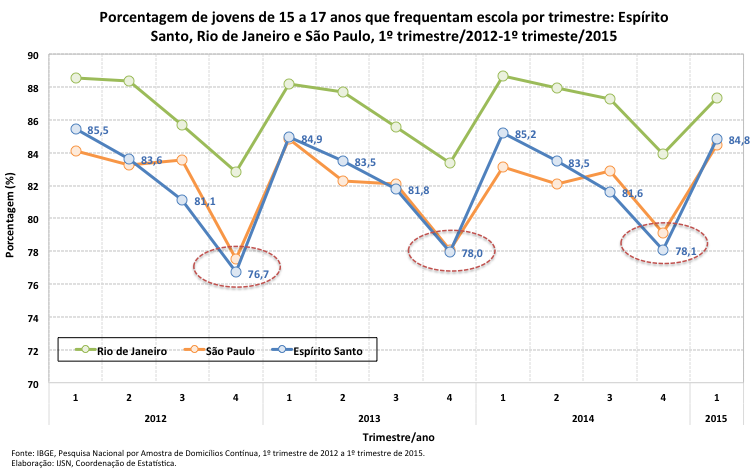 Porcentagem de jovens de 15 a 17 anos que frequentam escola por trimestre: Espírito
Santo, Rio de Janeiro e São Paulo, 1º trimestre/2012-1º trimeste/2015
90
88
86
84
82
80
78
76
74
72
70
Porcentagem (%)
85,5
83,6
81,1
76,7
84,9
83,5
81,8
78,0
85,2
83,5
81,6
78,1
84,8
Rio de Janeiro
São Paulo
Espírito Santo
1 2 3 4 1 2 3 4 1 2 3 4 1
2012 2013 2014 2015
Trimestre/ano
Fonte: IBGE, Pesquisa Nacional por Amostra de Domicílios Contínua, 1º trimestre de 2012 a 1º trimestre de 2015.
Elaboração: IJSN, Coordenação de Estatística.